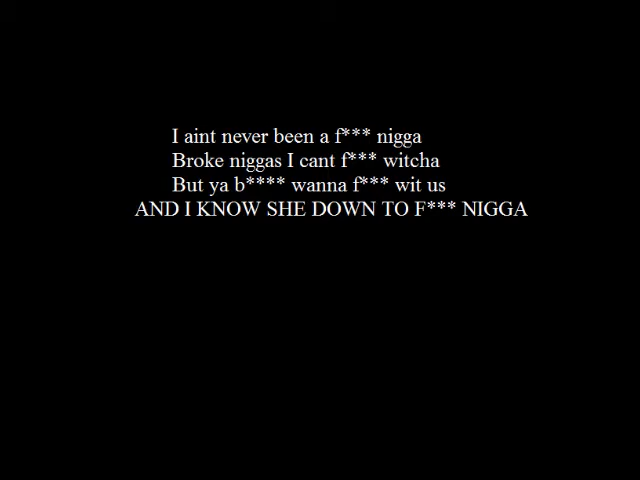 I aint never been a f*** nigga
Broke niggas I cant f*** witcha
But ya b**** wanna f*** wit us
AND I KNOW SHE DOWN TO F*** NIGGA